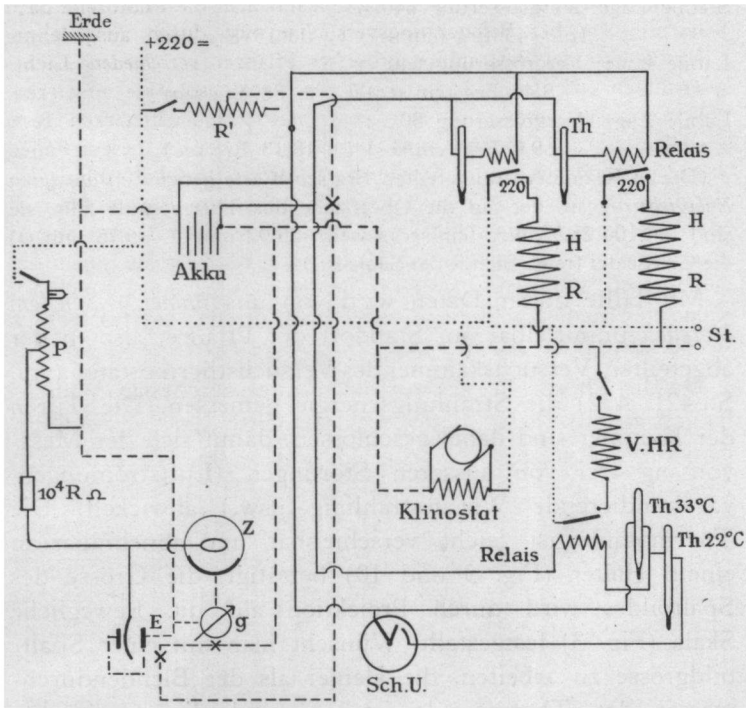 Erde
+220=
R'
Th
Relais
220
220
H
R
H
R
Akku
P
St.
V.HR
10⁴R.Ω
Z
Klinostat
Th 33°C
Th 22°C
Relais
E
g
Sch.U.